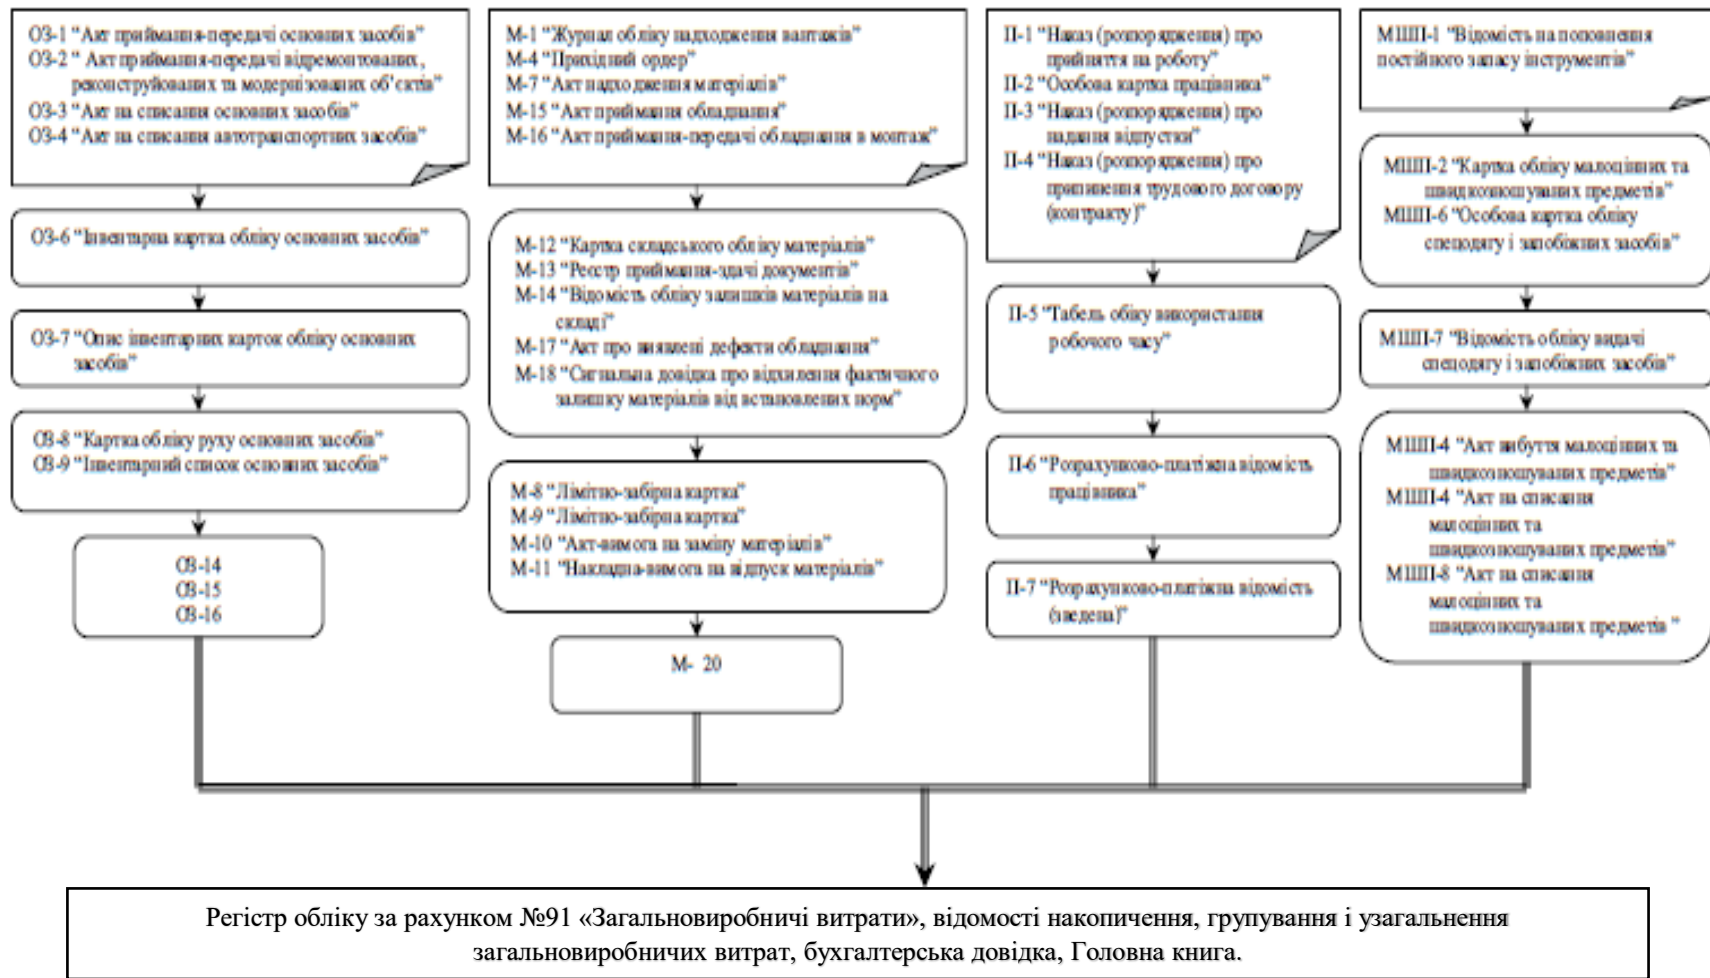 ОЗ-1 “Акт приймання-передачі основних засобів”
ОЗ-2 “ Акт приймання-передачі відремонтованих,
реконструйованих та модернізованих об’єктів”
ОЗ-3 “Акт на списання основних засобів”
ОЗ-4 “Акт на списання автотранспортних засобів”
ОЗ-6 “Інвентарна картка обліку основних засобів”
ОЗ-7 “Опис інвентарних карток обліку основних
засобів”
ОЗ-8 “Картка обліку руху основних засобів”
ОЗ-9 “Інвентарний список основних засобів”
ОЗ-14
ОЗ-15
ОЗ-16
М-1 “Журнал обліку надходження вантажів”
М-4 “Прихідний ордер”
М-7 “Акт надходження матеріалів”
М-15 “Акт приймання обладнання”
М-16 “Акт приймання-передачі обладнання в монтаж”
М-12 “Картка складського обліку матеріалів”
М-13 “Реєстр приймання-здачі документів”
М-14 “Відомість обліку залишків матеріалів на
складі”
М-17 “Акт про виявлені дефекти обладнання”
М-18 “Сигнальна довідка про відхилення фактичного
залишку матеріалів від встановлених норм”
М-8 “Лімітно-забірна картка”
М-9 “Лімітно-забірна картка”
М-10 “Акт-вимога на заміну матеріалів”
М-11 “Накладна-вимога на відпуск матеріалів”
М- 20
П-1 “Наказ (розпорядження) про
прийняття на роботу”
П-2 “Особова картка працівника”
П-3 “Наказ (розпорядження) про
надання відпустки”
П-4 “Наказ (розпорядження) про
припинення трудового договору
(контракту)”
П-5 “Табель обіку використання
робочого часу”
П-6 “Розрахунково-платіжна відомість
працівника”
П-7 “Розрахунково-платіжна відомість
(зведена)”
МШП-1 “Відомість на поповнення
постійного запасу інструментів”
МШП-2 “Картка обліку малоцінних та
швидкозношуваних предметів”
МШП-6 “Особова картка обліку
спецодягу і запобіжних засобів”
МШП-7 “Відомість обліку видачі
спецодягу і запобіжних засобів”
МШП-4 “Акт вибуття малоцінних та
швидкозношуваних предметів”
МШП-4 “Акт на списання
малоцінних та
швидкозношуваних предметів”
МШП-8 “Акт на списання
малоцінних та
швидкозношуваних предметів ”
Регістр обліку за рахунком №91 «Загальновиробничі витрати», відомості накопичення, групування і узагальнення
загальновиробничих витрат, бухгалтерська довідка, Головна книга.